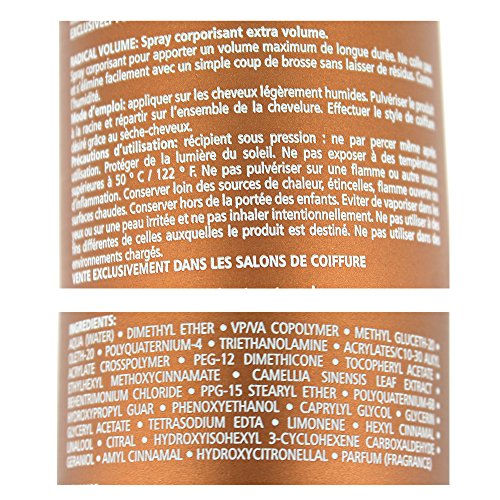 EXCLUSIVELY
RADICAL VOLUME: Spray corporisant extra volume.
Spray corporisant pour apporter un volume maximum de longue durée. Ne colle pas
et s'élimine facilement avec un simple coup de brosse sans laisser de résidus. Contre
l'humidité.
Mode d'emploi: appliquer sur les cheveux légèrement humides. Pulvériser le produit
à la racine et répartir sur l'ensemble de la chevelure. Effectuer le style de coiffure
désiré grâce au sèche-cheveux.
Précautions d'utilisation: récipient sous pression : ne par percer même après
utilisation. Protéger de la lumière du soleil. Ne pas exposer à des températures
supérieures à 50 ° C / 122 ° F. Ne pas pulvériser sur une flamme ou autre matière
en inflammation. Conserver loin des sources de chaleur, étincelles, flamme ouverte ou
surfaces chaudes. Conserver hors de la portée des enfants. Eviter de vaporiser dans les
yeux ou sur une peau irritée et ne pas inhaler intentionnellement. Ne pas utiliser à des
fins différentes de celles auxquelles le produit est destiné. Ne pas utiliser dans des
environnements chargés.
VENTE EXCLUSIVEMENT DANS LES SALONS DE COIFFURE
INGREDIENTS:
AQUA (WATER) • DIMETHYL ETHER • VP/VA COPOLYMER • METHYL GLUCETH-20 •
OLETH-20 • POLYQUATERNIUM-4 • TRIETHANOLAMINE • ACRYLATES/C10-30 ALKYL
ACRYLATE CROSSPOLYMER • PEG-12 DIMETHICONE • TOCOPHERYL ACETATE •
ETHYLHEXYL METHOXYCINNAMATE • CAMELLIA SINENSIS LEAF EXTRACT •
BEHENTRIMONIUM CHLORIDE • PPG-15 STEARYL ETHER • POLYQUATERNIUM-68 •
HYDROXYPROPYL GUAR • PHENOXYETHANOL • CAPRYLYL GLYCOL • GLYCERIN •
GLYCERYL ACETATE • TETRASODIUM EDTA • LIMONENE • HEXYL CINNAMAL •
LINALOOL • CITRAL • HYDROXYISOHEXYL 3-CYCLOHEXENE CARBOXALDEHYDE •
GERANIOL • AMYL CINNAMAL • HYDROXYCITRONELLAL • PARFUM (FRAGRANCE)